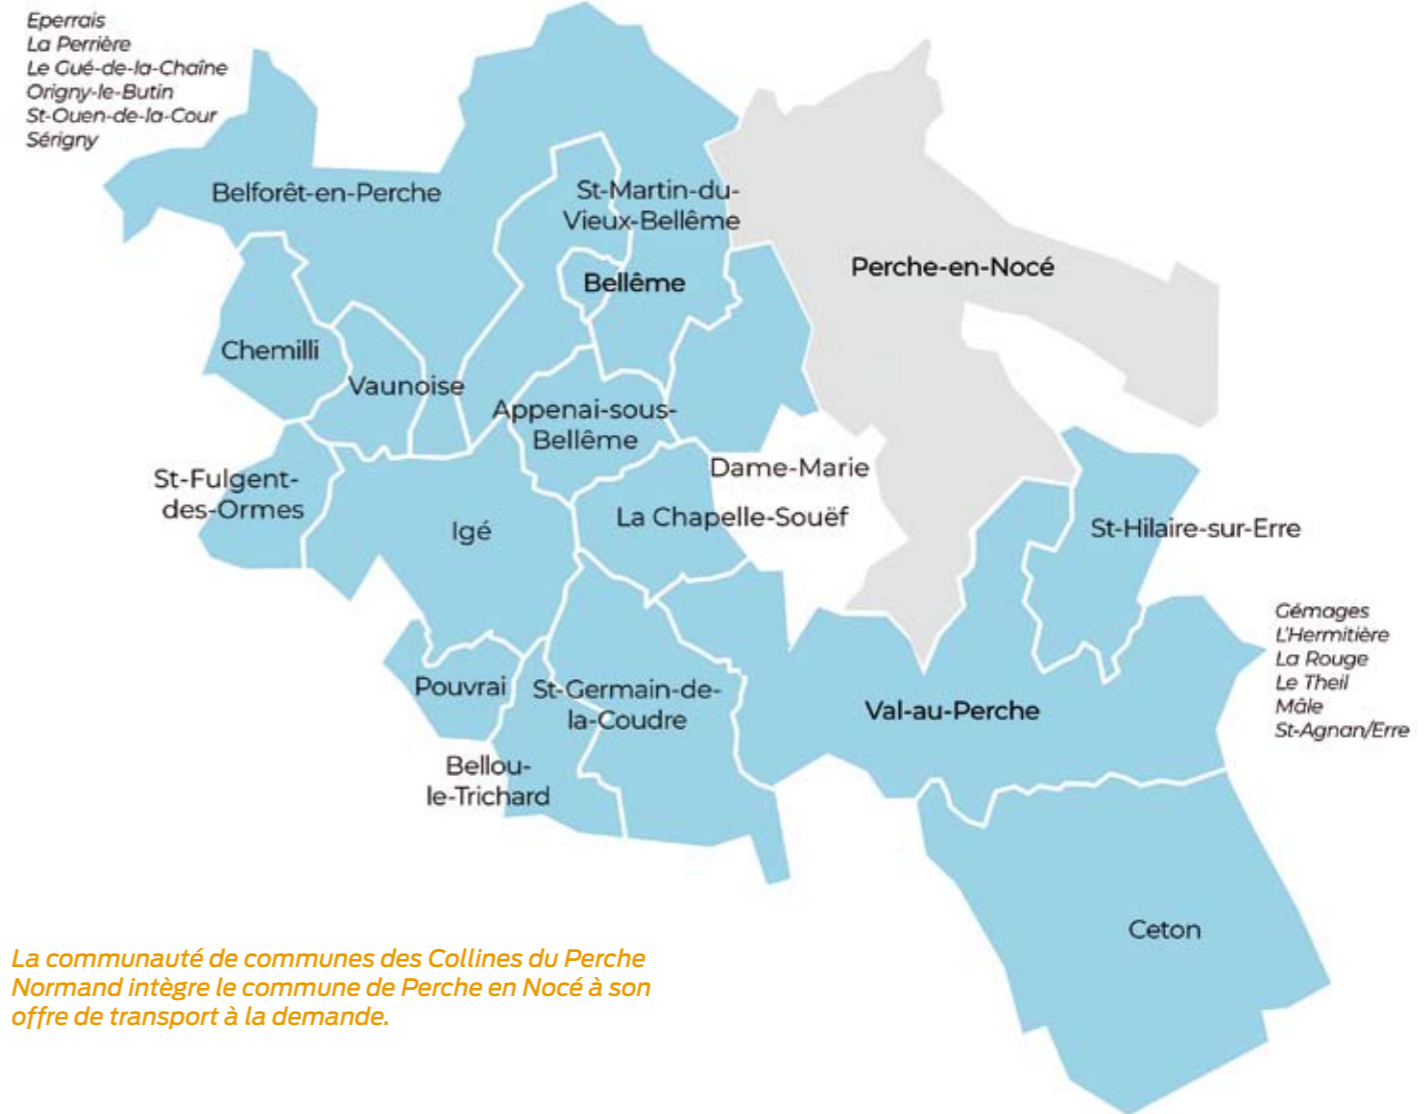 Eperrais
La Perrière
Le Gué-de-la-Chaîne
Origny-le-Butin
St-Ouen-de-la-Cour
Sérigny
Belforêt-en-Perche
St-Martin-du-
Vieux-Bellême
Bellême
Perche-en-Nocé
Chemilli
Vaunoise
Appenai-sous-
Bellême
Dame-Marie
St-Fulgent-
des-Ormes
Igé
La Chapelle-Souëf
St-Hilaire-sur-Erre
Gémages
L'Hermitière
La Rouge
Le Theil
Mâle
St-Agnan/Erre
Pouvrai
St-Germain-de-
la-Coudre
Val-au-Perche
Bellou-
le-Trichard
Ceton
La communauté de communes des Collines du Perche
Normand intègre le commune de Perche en Nocé à son
offre de transport à la demande.